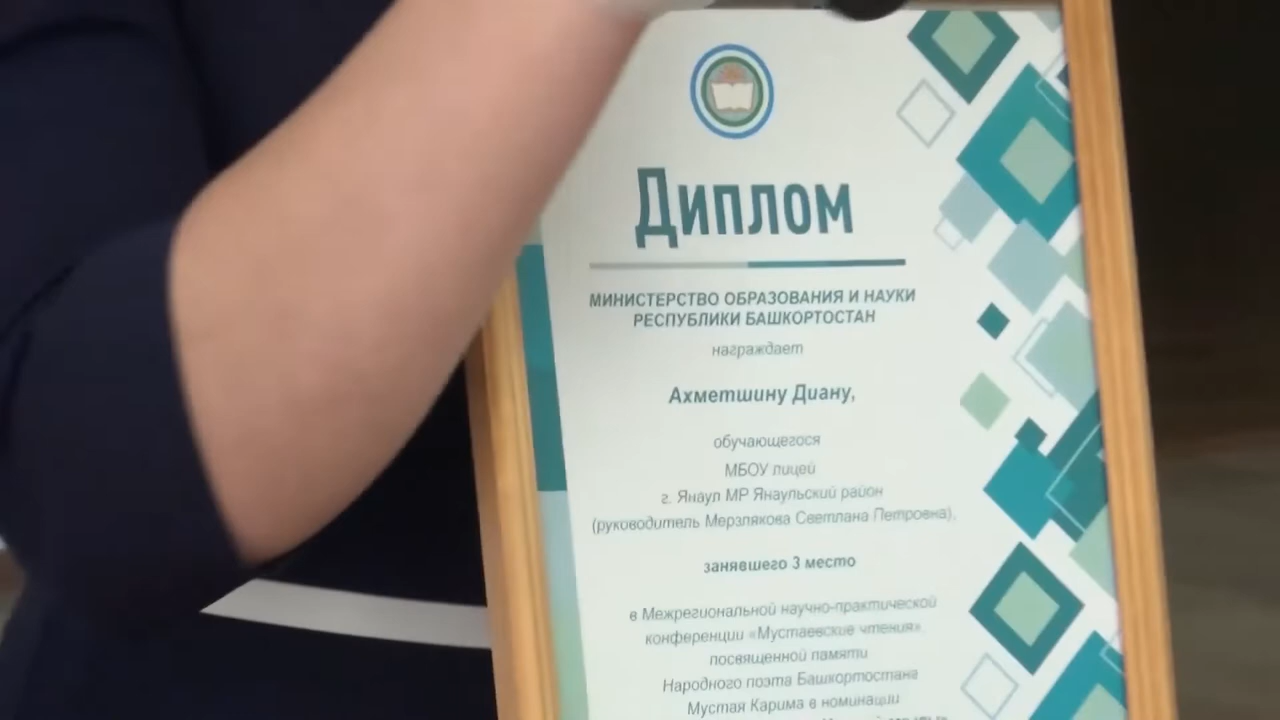 Диплом
МИНИСТЕРСТВО ОБРАЗОВАНИЯ И НАУКИ
РЕСПУБЛИКИ БАШКОРТОСТАН
награждает
Ахметшину Диану,
обучающегося
МБОУ лицей
г. Янаул МР Янаульский район
(руководитель Мерзлякова Светлана Петровна),
занявшего 3 место
в Межрегиональной научно-практической
конференции «Мустаевские чтения»,
посвященной памяти
Народного поэта Башкортостана
Мустая Карима в номинации